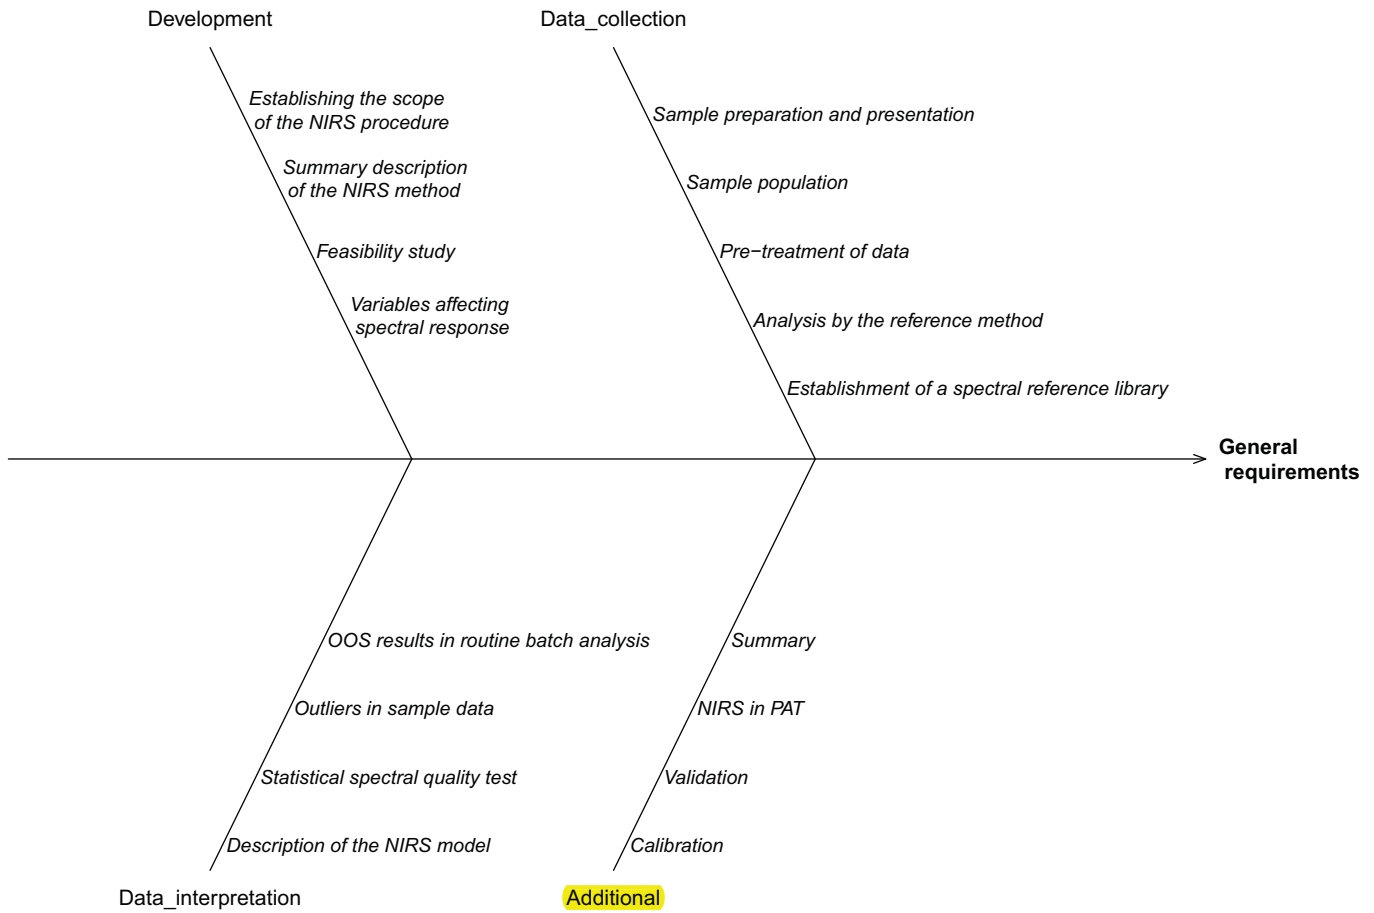 Development
Data_collection
Establishing the scope
of the NIRS procedure
Summary description
of the NIRS method
Feasibility study
Variables affecting
spectral response
Sample preparation and presentation
Sample population
Pre−treatment of data
Analysis by the reference method
Establishment of a spectral reference library
General
requirements
OOS results in routine batch analysis
Outliers in sample data
Statistical spectral quality test
Description of the NIRS model
Summary
NIRS in PAT
Validation
Calibration
Data_interpretation
Additional